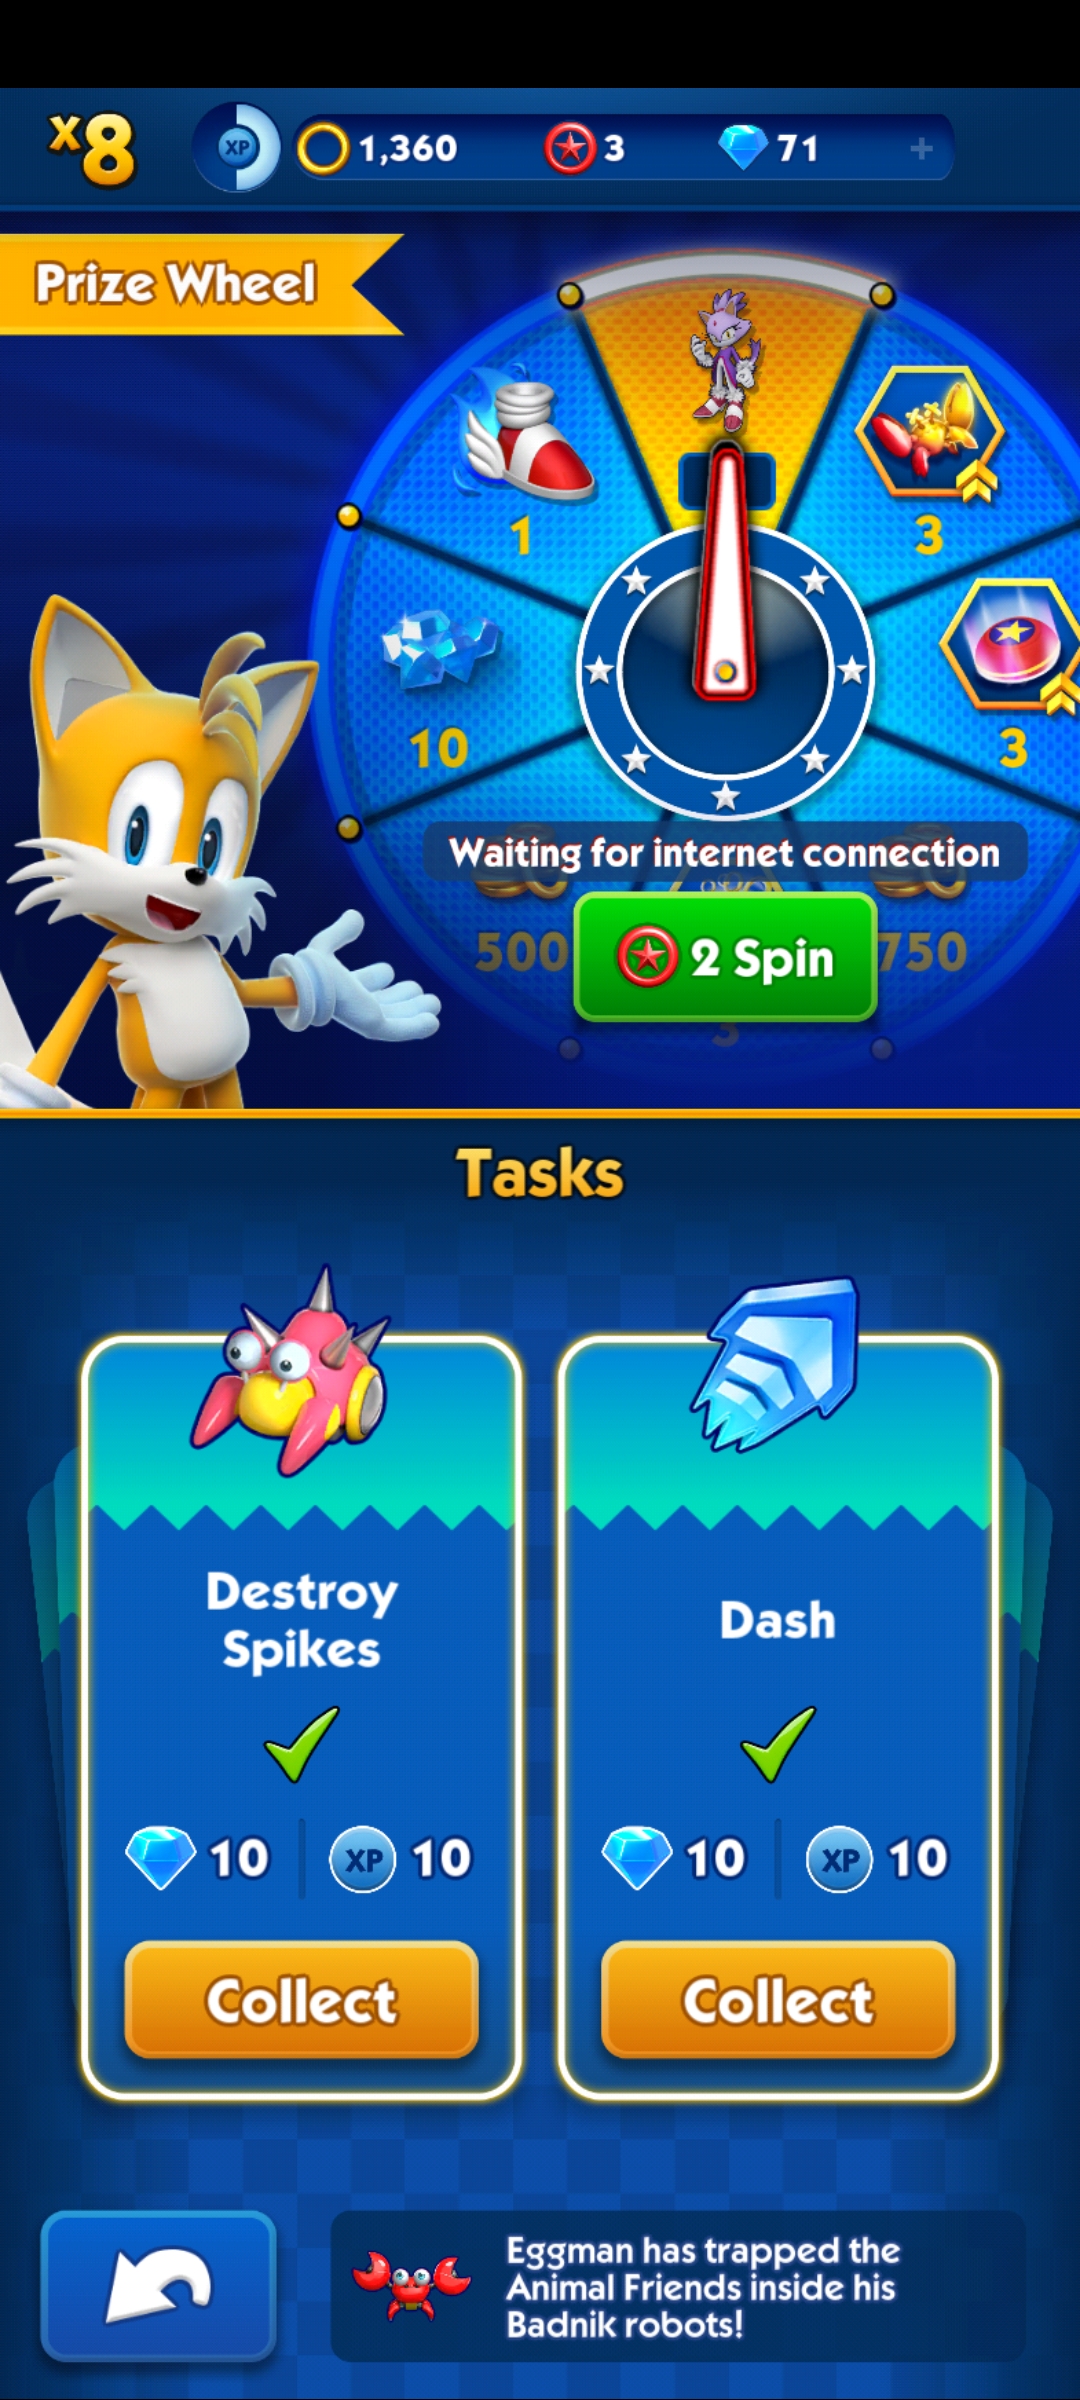 x8
XP
1,360
3
71
+
Prize Wheel
1
3
10
3
Waiting for internet connection
500
2 Spin
750
3
Tasks
Destroy
Spikes
Dash
10
XP
10
10
XP
10
Collect
Collect
Eggman has trapped the
Animal Friends inside his
Badnik robots!